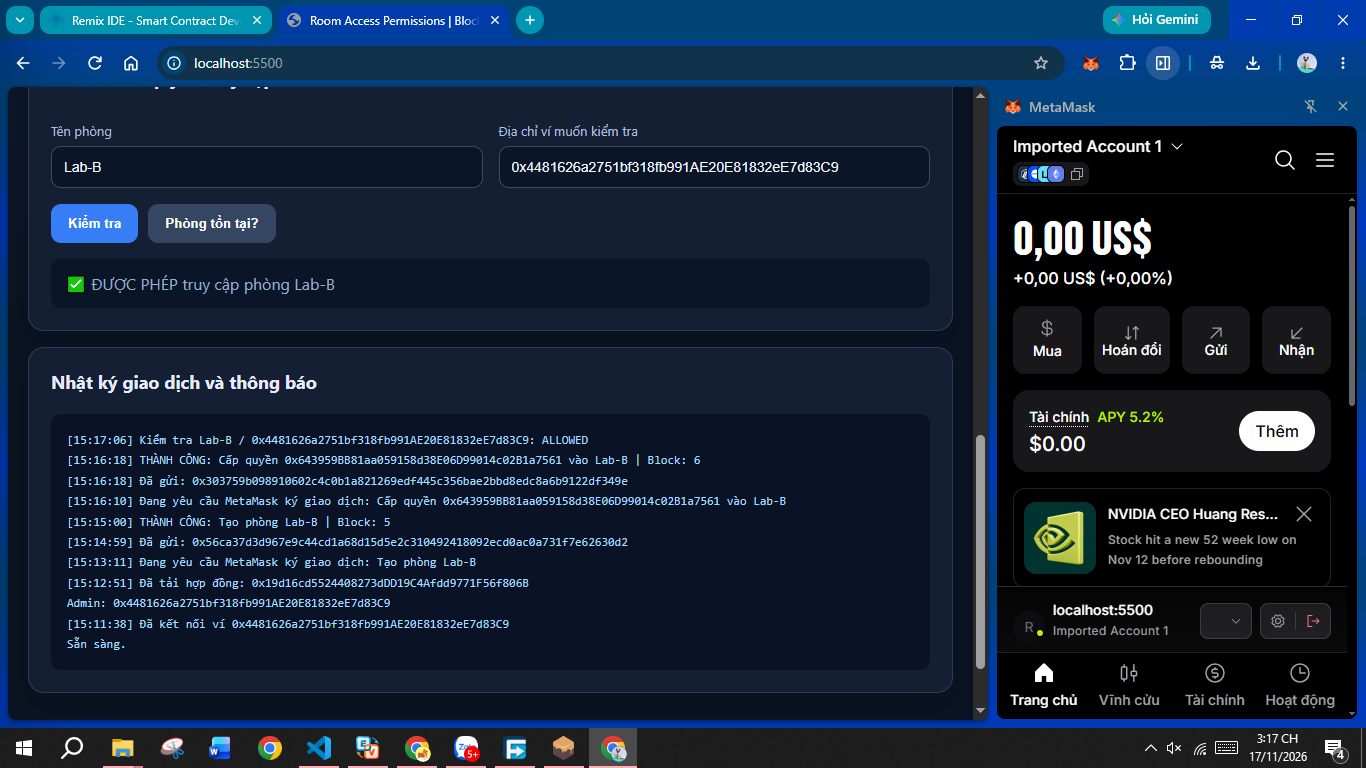 Remix IDE - Smart Contract Dev
Room Access Permissions | Bloc
Hỏi Gemini
localhost:5500
Tên phòng
Địa chỉ ví muốn kiểm tra
Lab-B
0x4481626a2751bf318fb991AE20E81832eE7d83C9
Kiểm tra
Phòng tồn tại?
ĐƯỢC PHÉP truy cập phòng Lab-B
Nhật ký giao dịch và thông báo
[15:17:06] Kiểm tra Lab-B / 0x4481626a2751bf318fb991AE20E81832eE7d83C9: ALLOWED
[15:16:18] THÀNH CÔNG: Cấp quyền 0x643959BB81aa059158d38E06D99014c02B1a7561 vào Lab-B | Block: 6
[15:16:18] Đã gửi: 0x303759b098910602c4c0b1a821269edf445c356bae2bbd8edc8a6b9122df349e
[15:16:10] Đang yêu cầu MetaMask ký giao dịch: Cấp quyền 0x643959BB81aa059158d38E06D99014c02B1a7561 vào Lab-B
[15:15:00] THÀNH CÔNG: Tạo phòng Lab-B | Block: 5
[15:14:59] Đã gửi: 0x56ca37d3d967e9c44cd1a68d15d5e2c310492418092ecd0ac0a731f7e62630d2
[15:13:11] Đang yêu cầu MetaMask ký giao dịch: Tạo phòng Lab-B
[15:12:51] Đã tải hợp đồng: 0x19d16cd5524408273dDD19C4Afdd9771F56f806B
Admin: 0x4481626a2751bf318fb991AE20E81832eE7d83C9
[15:11:38] Đã kết nối ví 0x4481626a2751bf318fb991AE20E81832eE7d83C9
Sẵn sàng.
MetaMask
Imported Account 1
0,00 US$
+0,00 US$ (+0,00%)
Mua
Hoán đổi
Gửi
Nhận
Tài chính APY 5.2%
$0.00
Thêm
NVIDIA CEO Huang Res...
Stock hit a new 52 week low on
Nov 12 before rebounding
R
localhost:5500
Imported Account 1
Trang chủ
Vĩnh cửu
Tài chính
Hoạt động
5+
3:17 CH
17/11/2026
4